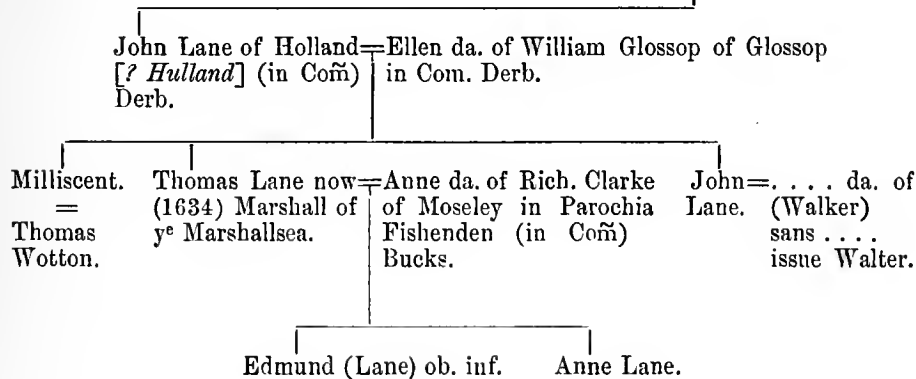 John Lane of Holland=Ellen da. of William Glossop of Glossop
[? Hulland] (in Com̃) in Com. Derb.
Derb.
Milliscent. Thomas Lane now=Anne da. of Rich. Clarke John=. . . . da. of
= (1634) Marshall of of Moseley in Parochia Lane. (Walker)
Thomas yᵉ Marshallsea. Fishenden (in Com̃) sans . . . .
Wotton. Bucks. issue Walter.
Edmund (Lane) ob. inf. Anne Lane.